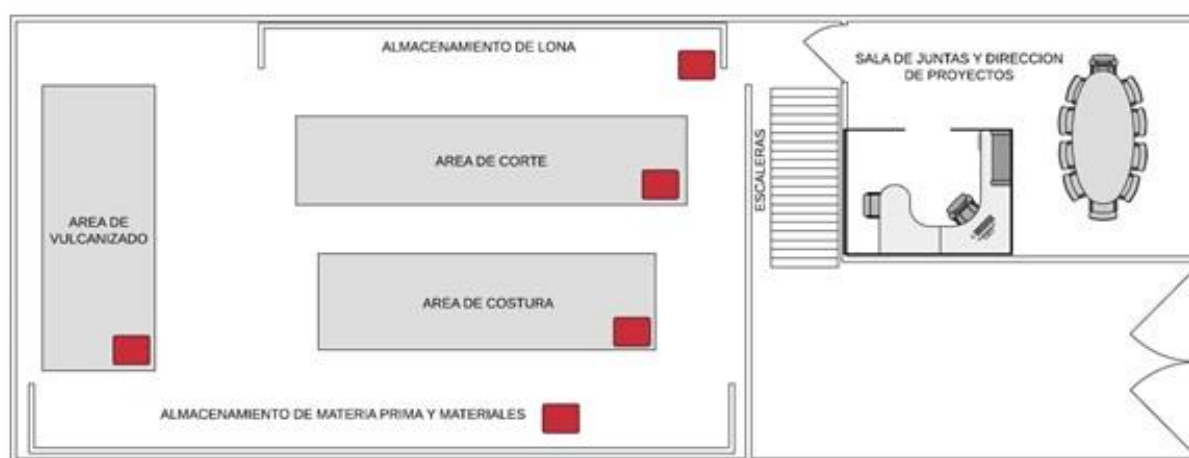 ALMACENAMIENTO DE LONA
SALA DE JUNTAS Y DIRECCION
DE PROYECTOS
AREA DE CORTE
ESCALERAS
AREA DE
VULCANIZADO
AREA DE COSTURA
ALMACENAMIENTO DE MATERIA PRIMA Y MATERIALES